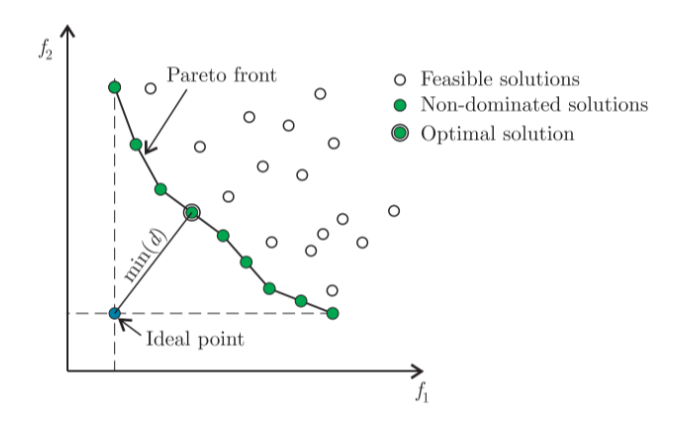 f₂
Pareto front
Feasible solutions
Non-dominated solutions
Optimal solution
min(d)
Ideal point
f₁